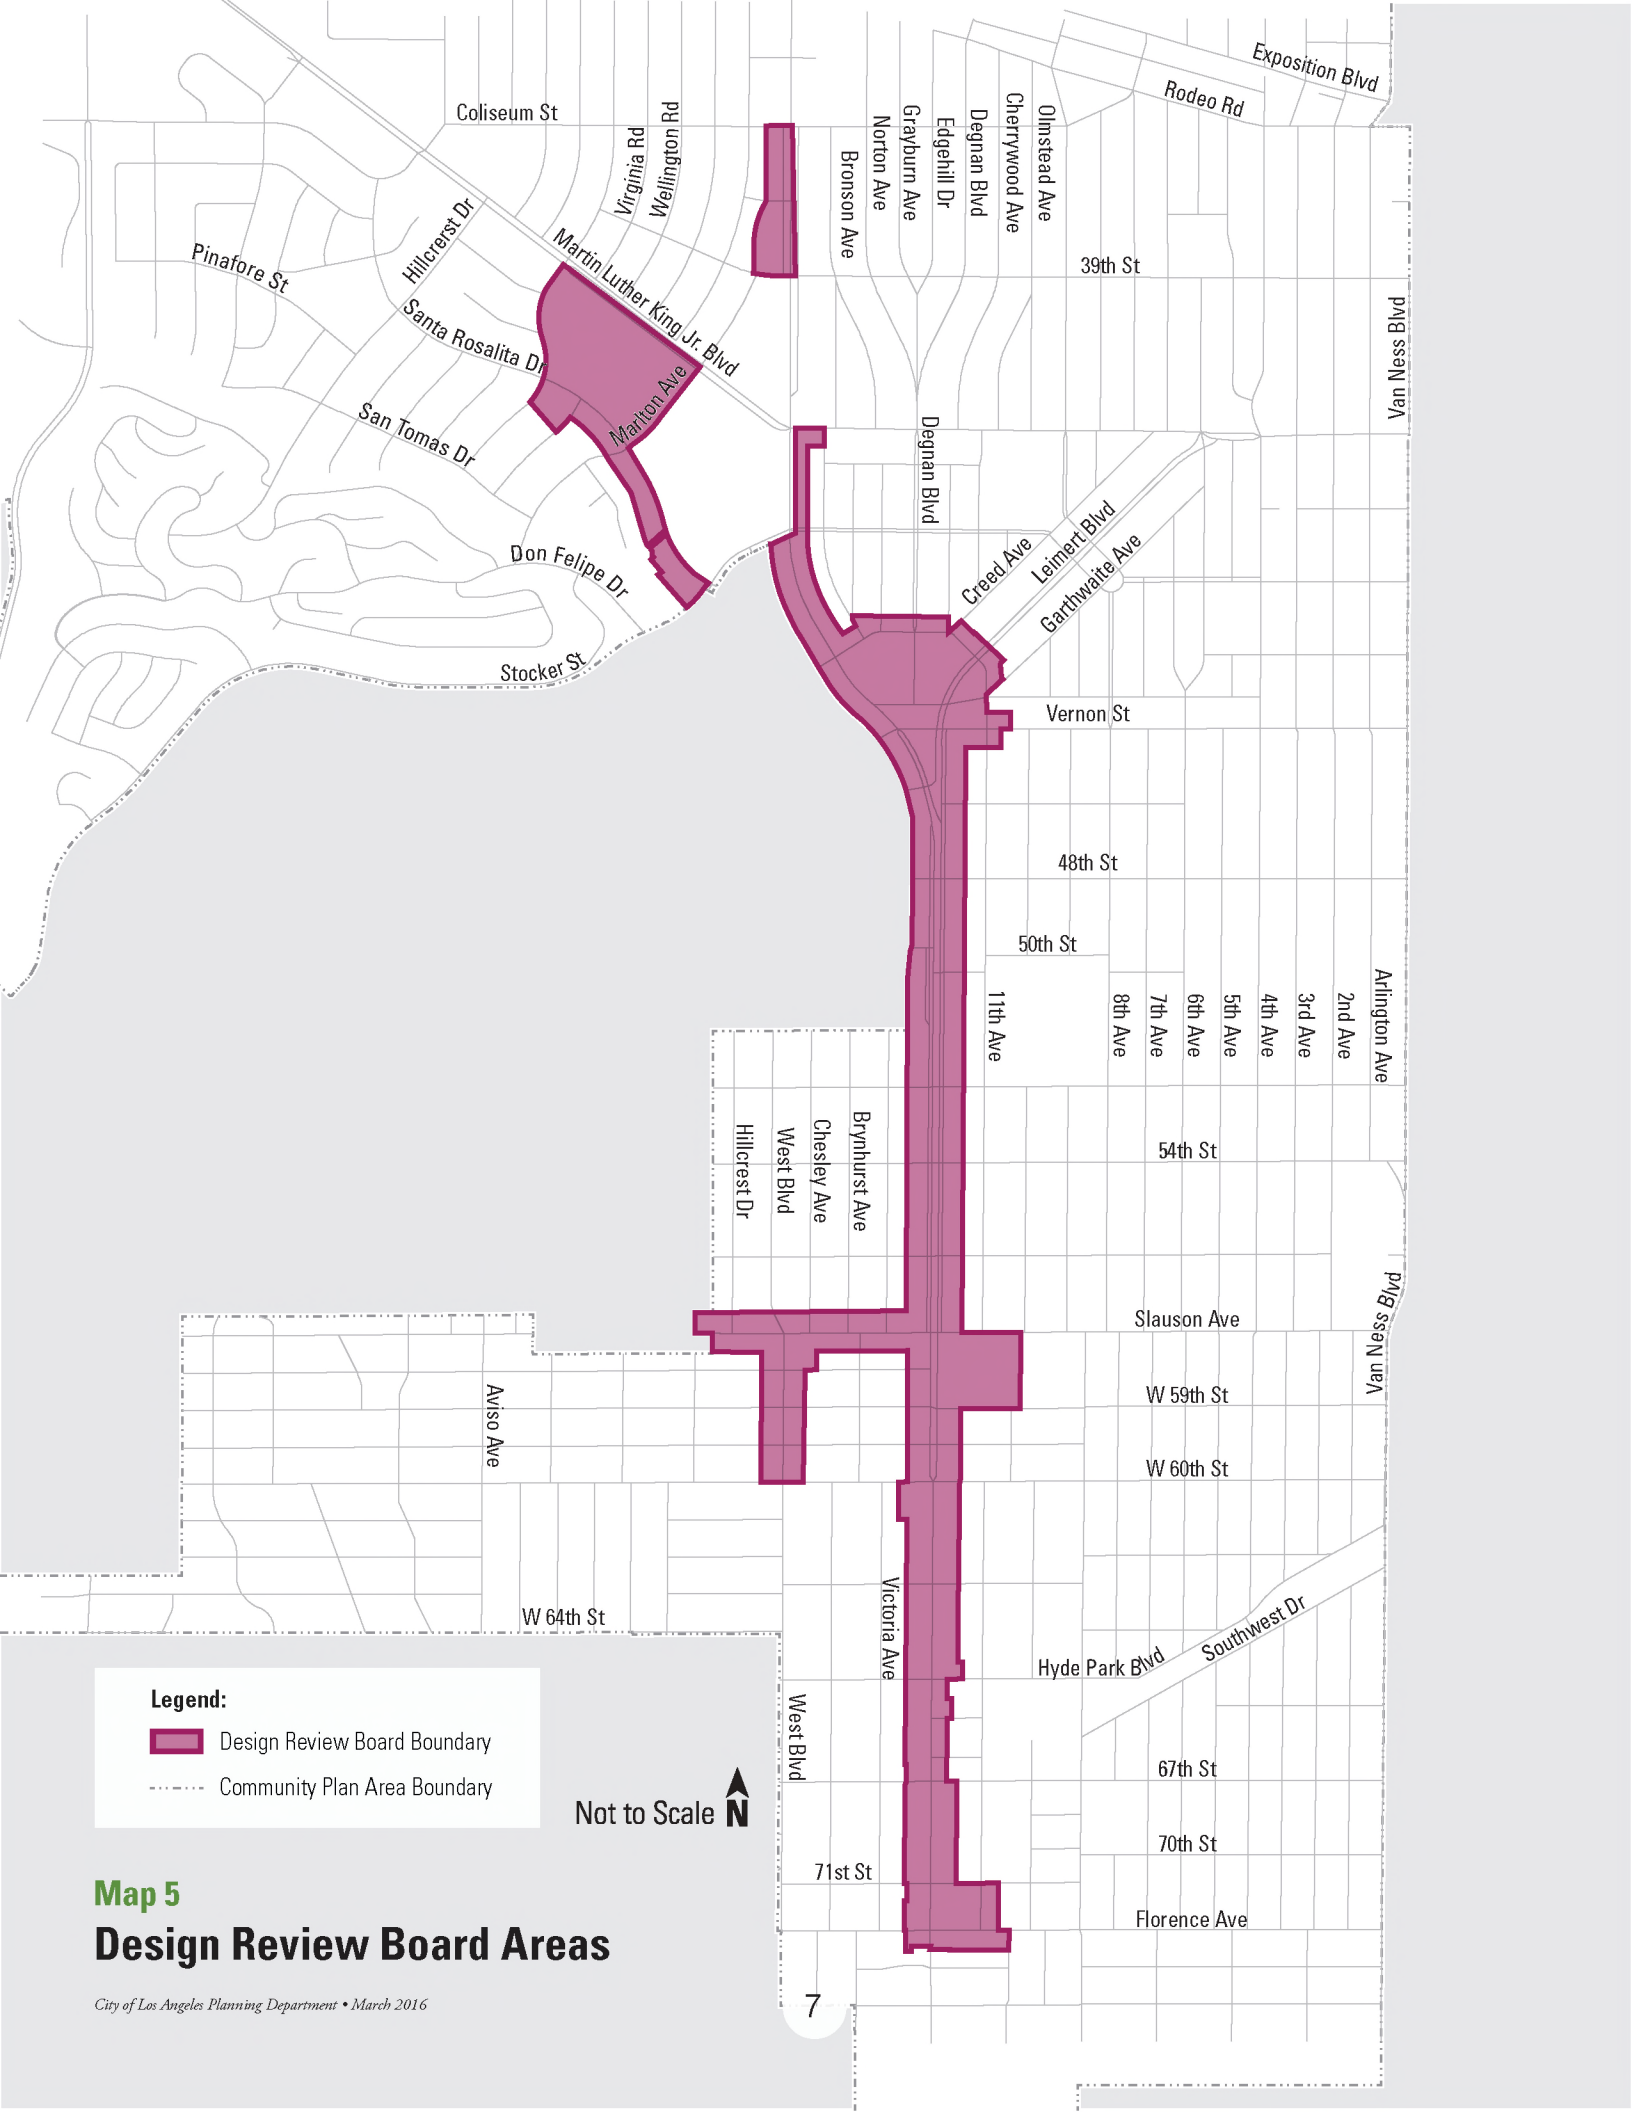 Exposition Blvd
Rodeo Rd
Coliseum St
Virginia Rd
Wellington Rd
Bronson Ave
Norton Ave
Grayburn Ave
Edgehill Dr
Degnan Blvd
Cherrywood Ave
Olmstead Ave
Hillcrerst Dr
Pinafore St
Martin Luther King Jr. Blvd
39th St
Van Ness Blvd
Santa Rosalita Dr
Marlton Ave
San Tomas Dr
Degnan Blvd
Don Felipe Dr
Creed Ave
Leimert Blvd
Garthwaite Ave
Stocker St
Vernon St
48th St
50th St
11th Ave
8th Ave
7th Ave
6th Ave
5th Ave
4th Ave
3rd Ave
2nd Ave
Arlington Ave
Hillcrest Dr
West Blvd
Chesley Ave
Brynhurst Ave
54th St
Slauson Ave
Van Ness Blvd
W 59th St
Aviso Ave
W 60th St
W 64th St
Victoria Ave
Hyde Park Blvd
Southwest Dr
West Blvd
67th St
70th St
71st St
Florence Ave
Legend:
Design Review Board Boundary
Community Plan Area Boundary
Not to Scale N
Map 5
Design Review Board Areas
City of Los Angeles Planning Department • March 2016
7